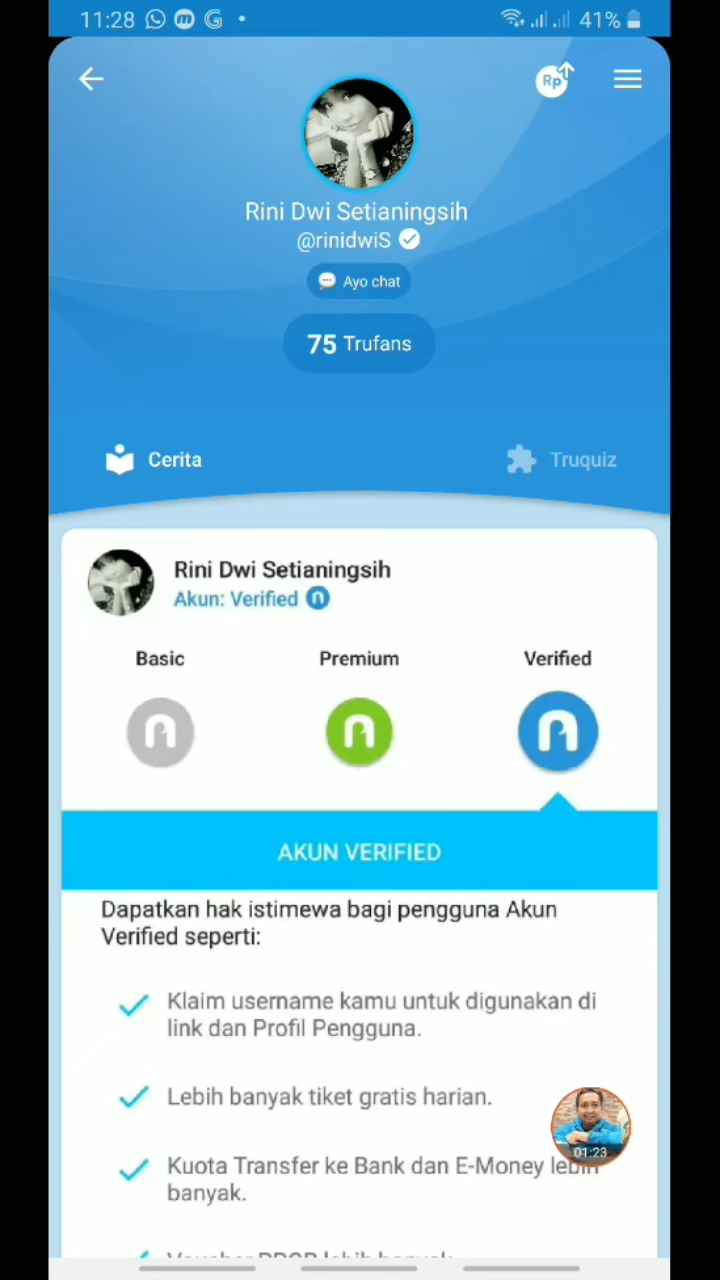 11:28
41%
Rp
Rini Dwi Setianingsih
@rinidwiS
Ayo chat
75 Trufans
Cerita
Truquiz
Rini Dwi Setianingsih
Akun: Verified
Basic
Premium
Verified
AKUN VERIFIED
Dapatkan hak istimewa bagi pengguna Akun
Verified seperti:
Klaim username kamu untuk digunakan di
link dan Profil Pengguna.
Lebih banyak tiket gratis harian.
01:23
Kuota Transfer ke Bank dan E-Money lebih
banyak.